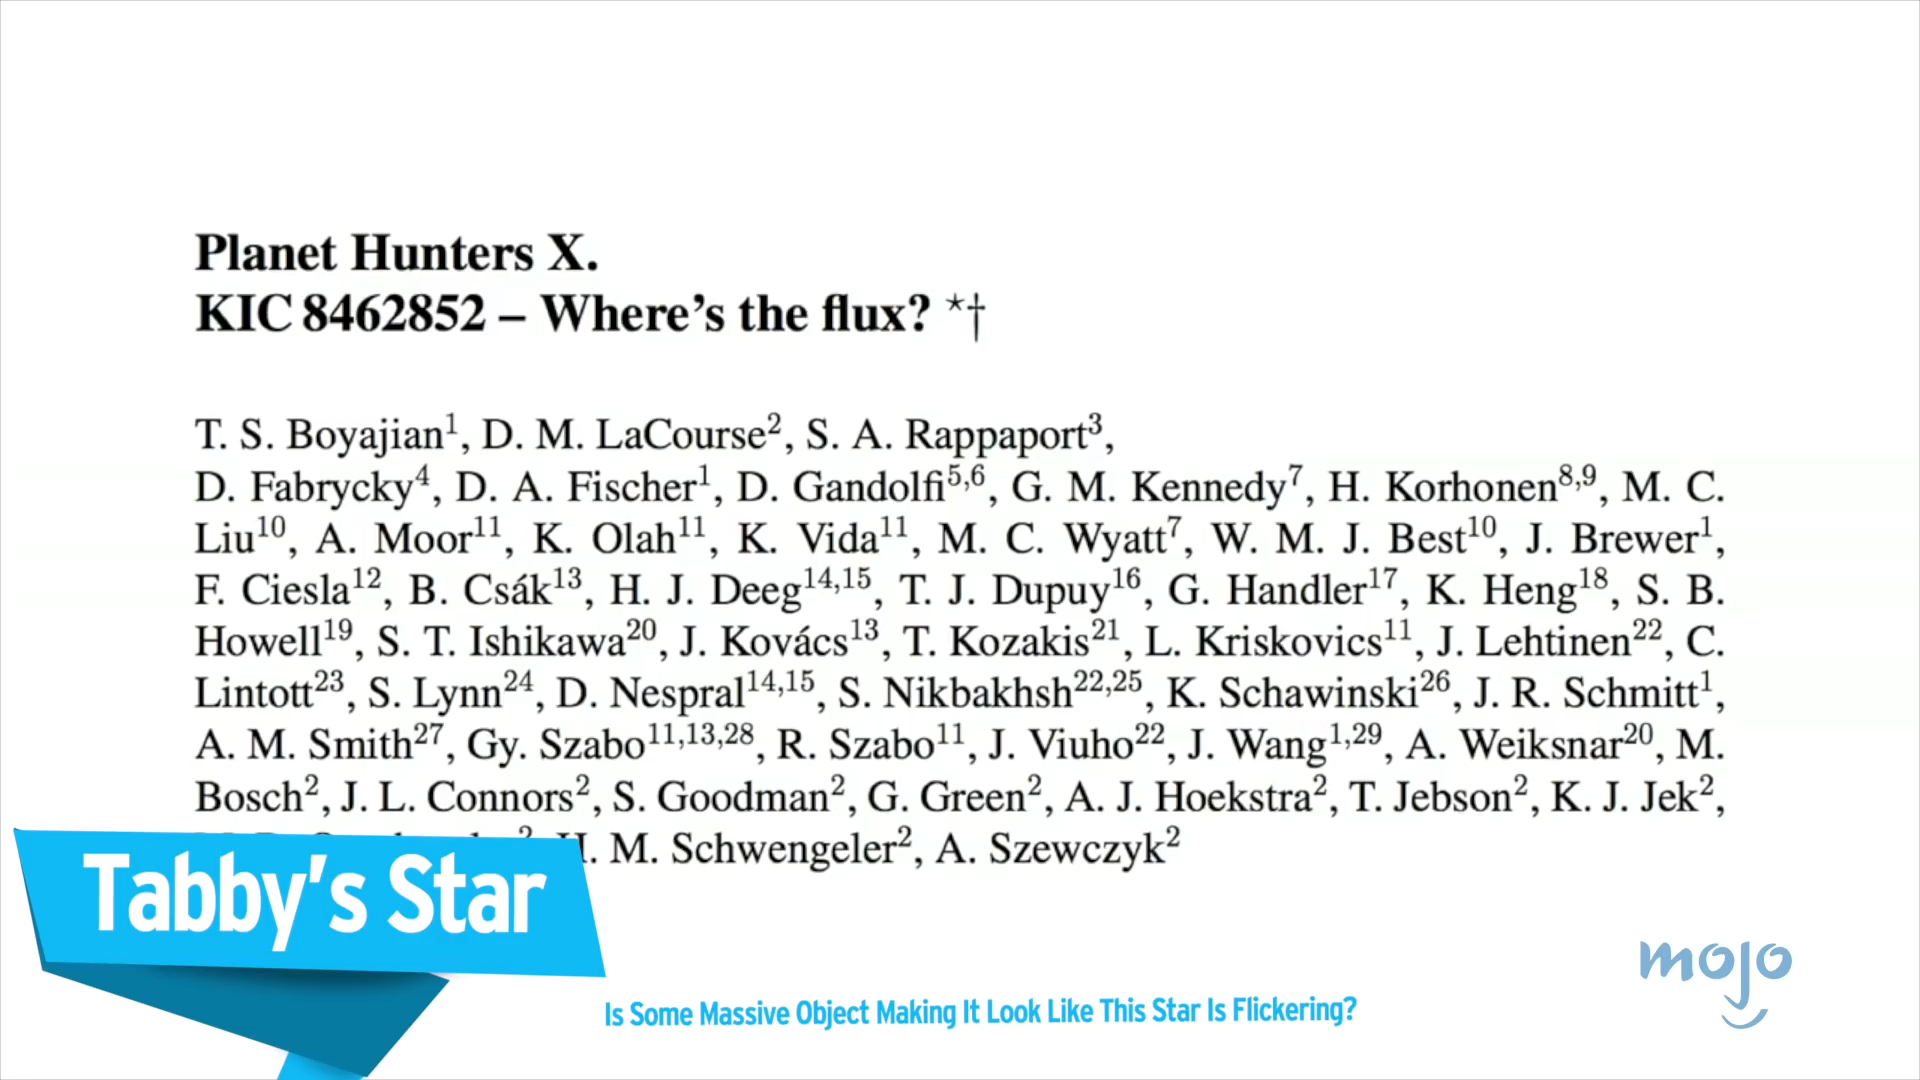 Planet Hunters X.
KIC 8462852 – Where’s the flux? *†
T. S. Boyajian1, D. M. LaCourse2, S. A. Rappaport3,
D. Fabrycky4, D. A. Fischer1, D. Gandolfi5,6, G. M. Kennedy7, H. Korhonen8,9, M. C.
Liu10, A. Moor11, K. Olah11, K. Vida11, M. C. Wyatt7, W. M. J. Best10, J. Brewer1,
F. Ciesla12, B. Csák13, H. J. Deeg14,15, T. J. Dupuy16, G. Handler17, K. Heng18, S. B.
Howell19, S. T. Ishikawa20, J. Kovács13, T. Kozakis21, L. Kriskovics11, J. Lehtinen22, C.
Lintott23, S. Lynn24, D. Nespral14,15, S. Nikbakhsh22,25, K. Schawinski26, J. R. Schmitt1,
A. M. Smith27, Gy. Szabo11,13,28, R. Szabo11, J. Viuho22, J. Wang1,29, A. Weiksnar20, M.
Bosch2, J. L. Connors2, S. Goodman2, G. Green2, A. J. Hoekstra2, T. Jebson2, K. J. Jek2,
M. Schwengeler2, A. Szewczyk2
Tabby's Star
mojo
Is Some Massive Object Making It Look Like This Star Is Flickering?